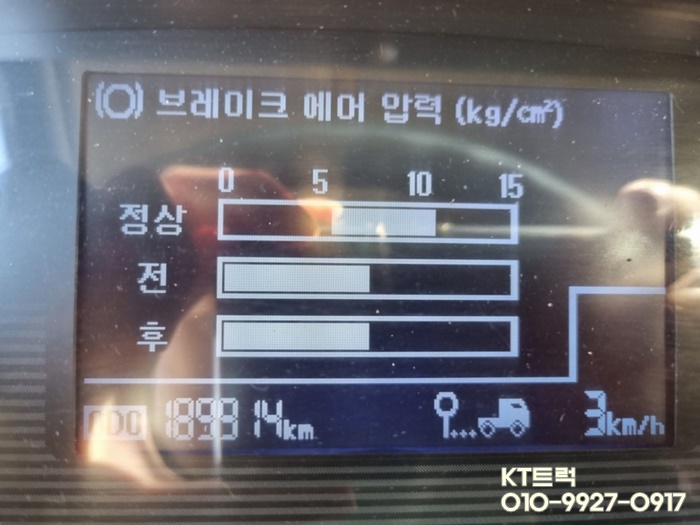 브레이크 에어 압력 (kg/cm²)
0 5 10 15
정상
전
후
ODO 189814km 3km/h
KT트럭
010-9927-0917